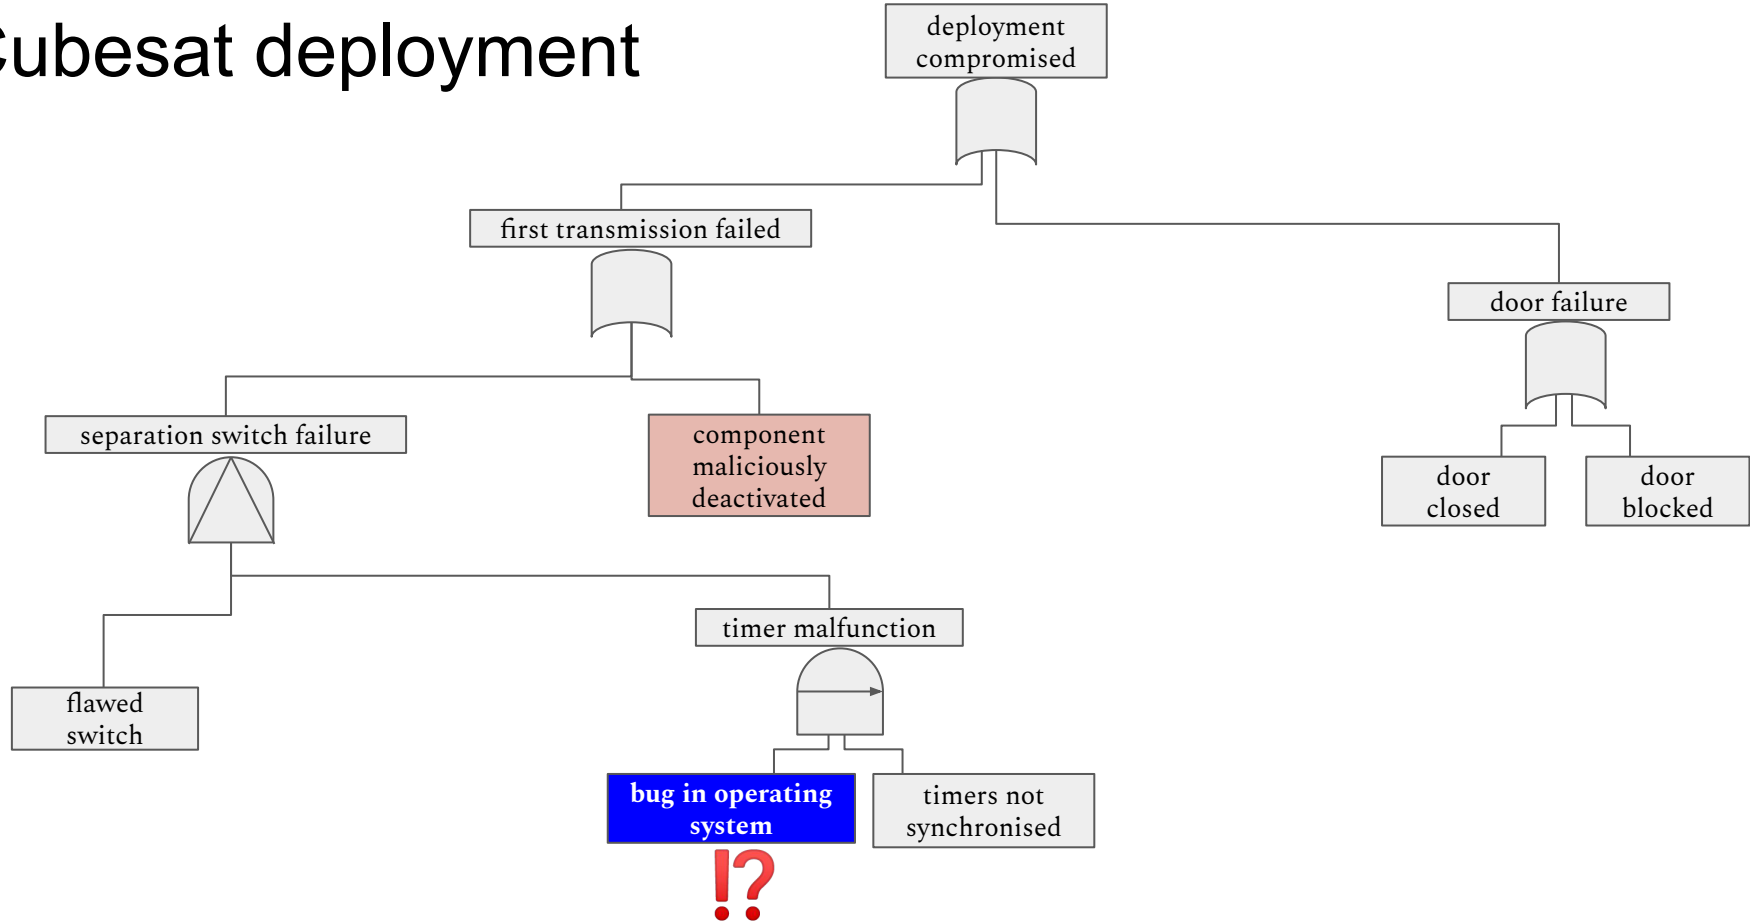 Cubesat deployment
deployment
compromised
first transmission failed
door failure
separation switch failure
component
maliciously
deactivated
door
closed
door
blocked
timer malfunction
flawed
switch
bug in operating
system
timers not
synchronised
⁉